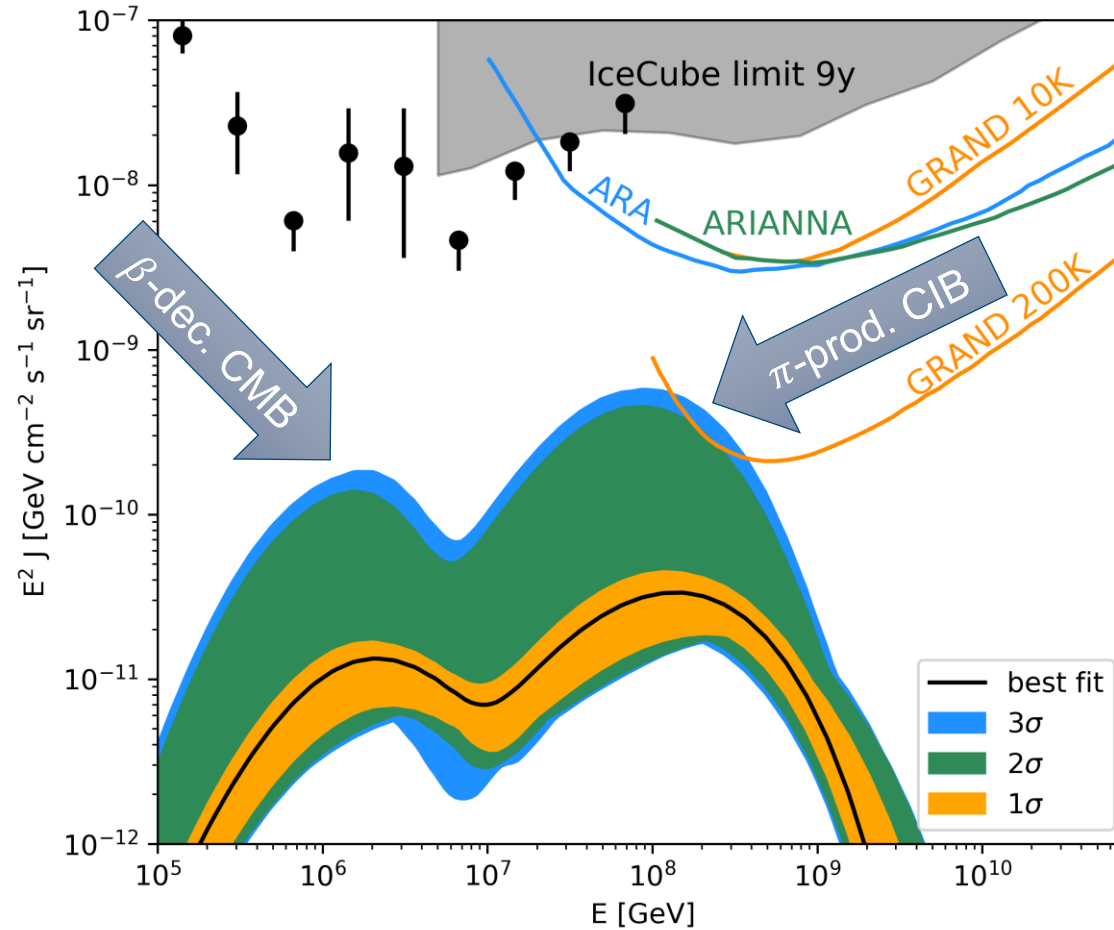 10⁻⁷
10⁻⁸
10⁻⁹
10⁻¹⁰
10⁻¹¹
10⁻¹²
E² J [GeV cm⁻² s⁻¹ sr⁻¹]
IceCube limit 9y
GRAND 10K
ARA
ARIANNA
β-dec. CMB
π-prod. CIB
GRAND 200K
best fit
3σ
2σ
1σ
10⁵ 10⁶ 10⁷ 10⁸ 10⁹ 10¹⁰
E [GeV]